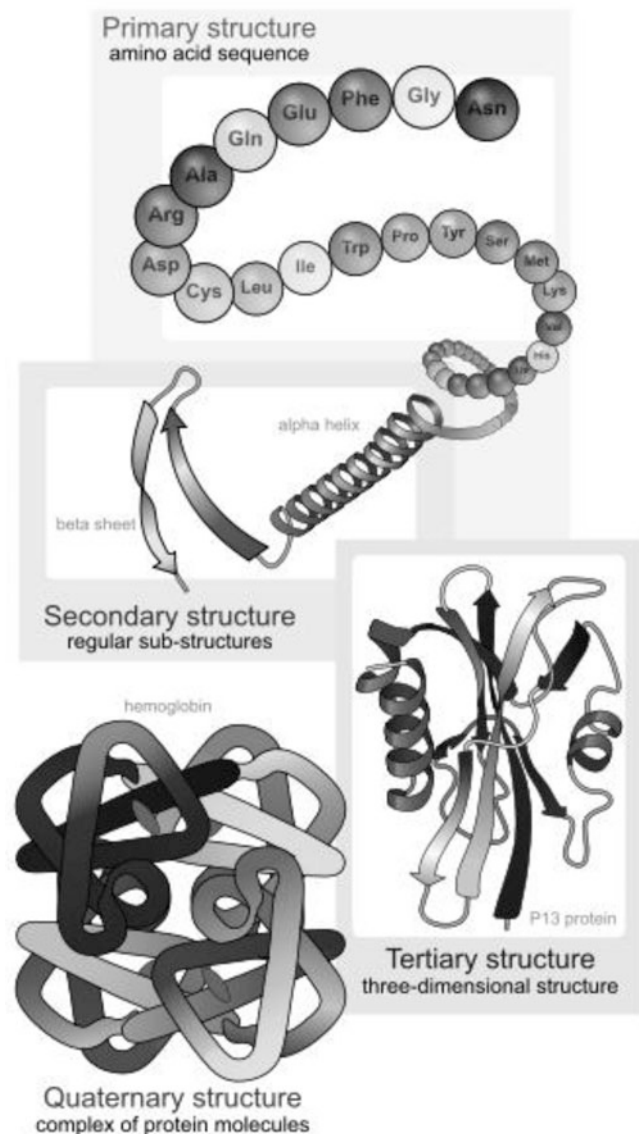 Primary structure
amino acid sequence
Asn
Gly
Phe
Glu
Gln
Ala
Arg
Asp
Cys
Leu
Ile
Trp
Pro
Tyr
Ser
Met
Lys
Val
His
alpha helix
beta sheet
Secondary structure
regular sub-structures
P13 protein
Tertiary structure
three-dimensional structure
hemoglobin
Quaternary structure
complex of protein molecules